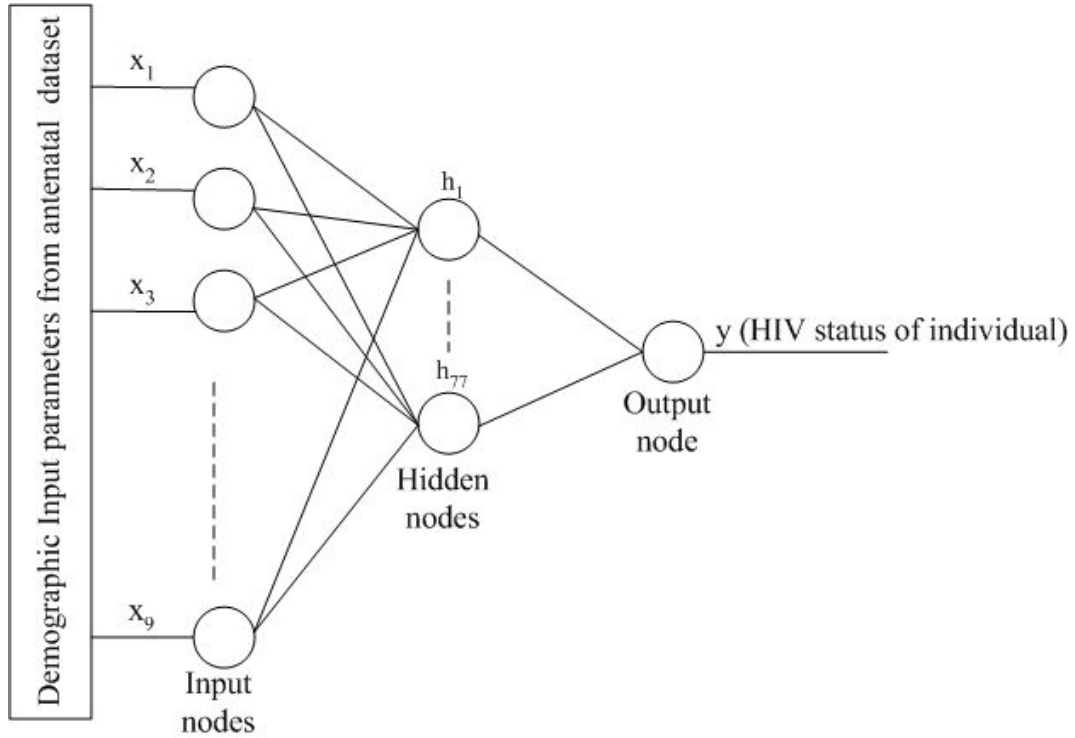 Demographic Input parameters from antenatal dataset
x₁
x₂
x₃
x₉
Input
nodes
h₁
h₇₇
Hidden
nodes
Output
node
y (HIV status of individual)